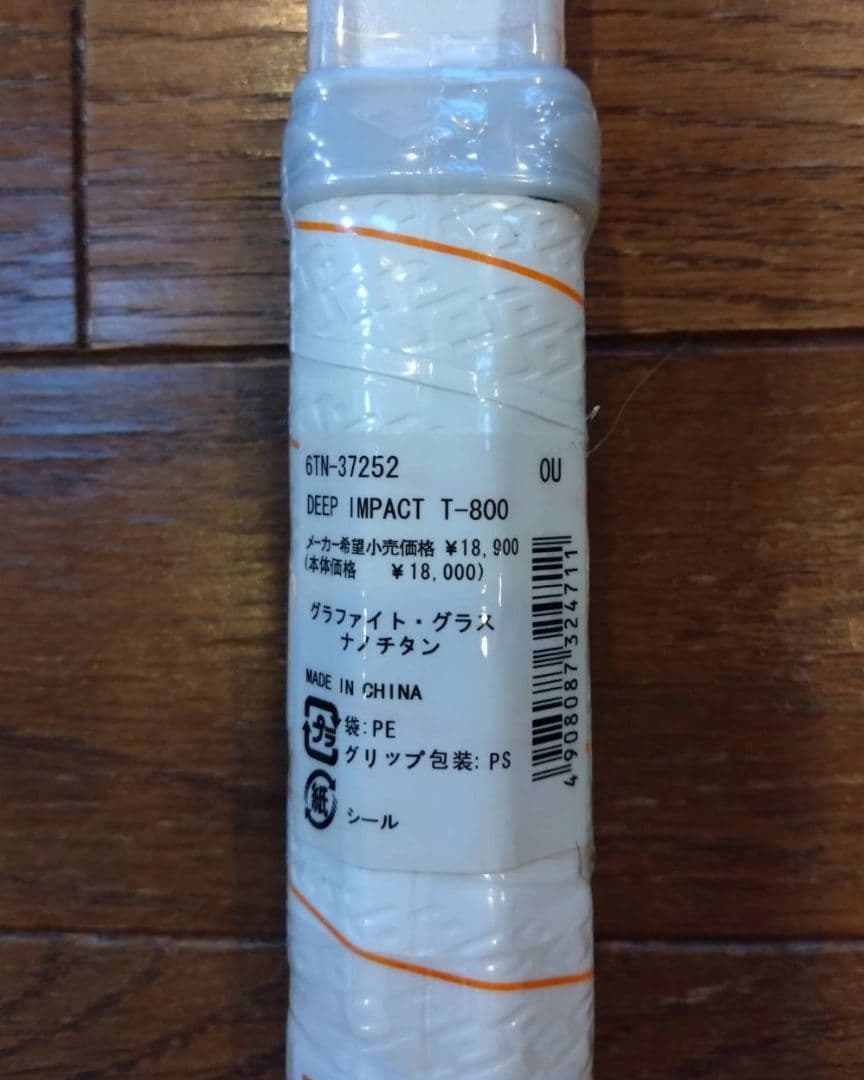 6TN-37252 OU
DEEP IMPACT T-800
メーカー希望小売価格 ¥18,900
(本体価格 ¥18,000)
グラファイト・グラス
ナノチタン
MADE IN CHINA
プラ 袋:PE
グリップ包装:PS
紙 シール
4908087324711